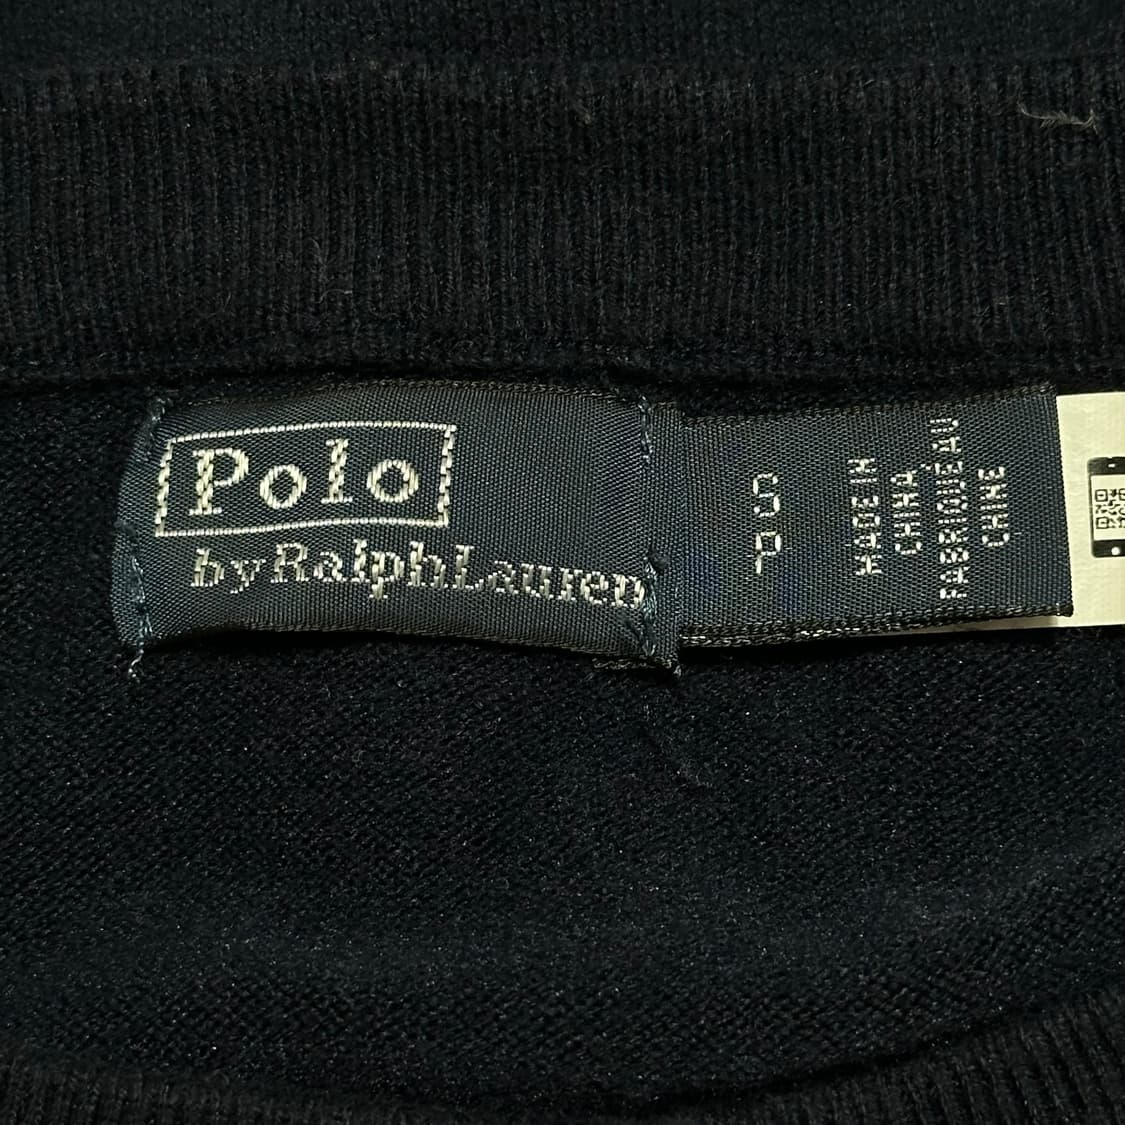 Polo
by Ralph Lauren
S
P
MADE IN
CHINA
FABRIQUÉ AU
CHINE